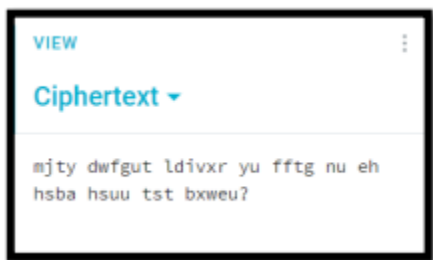 VIEW
Ciphertext
mjty dwfgut ldivxr yu fftg nu eh
hsba hsuu tst bxweu?